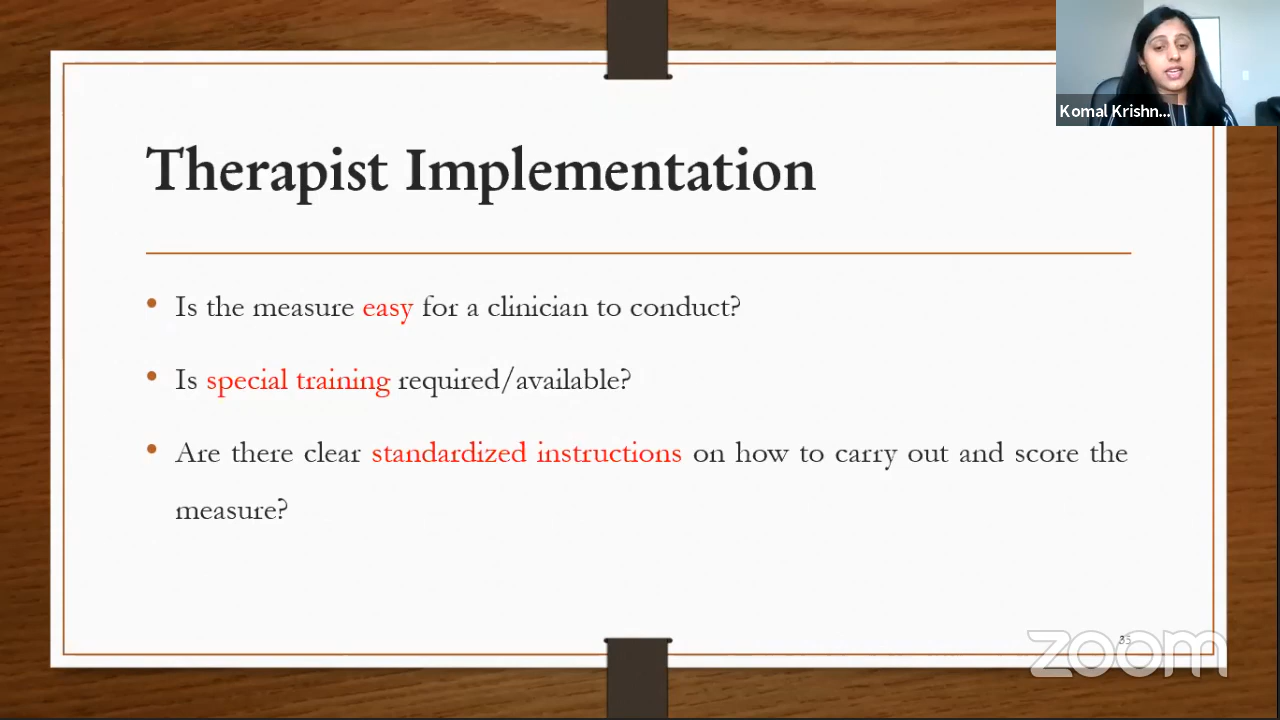 Komal Krishn...
Therapist Implementation
• Is the measure easy for a clinician to conduct?
• Is special training required/available?
• Are there clear standardized instructions on how to carry out and score the
measure?
35
zoom